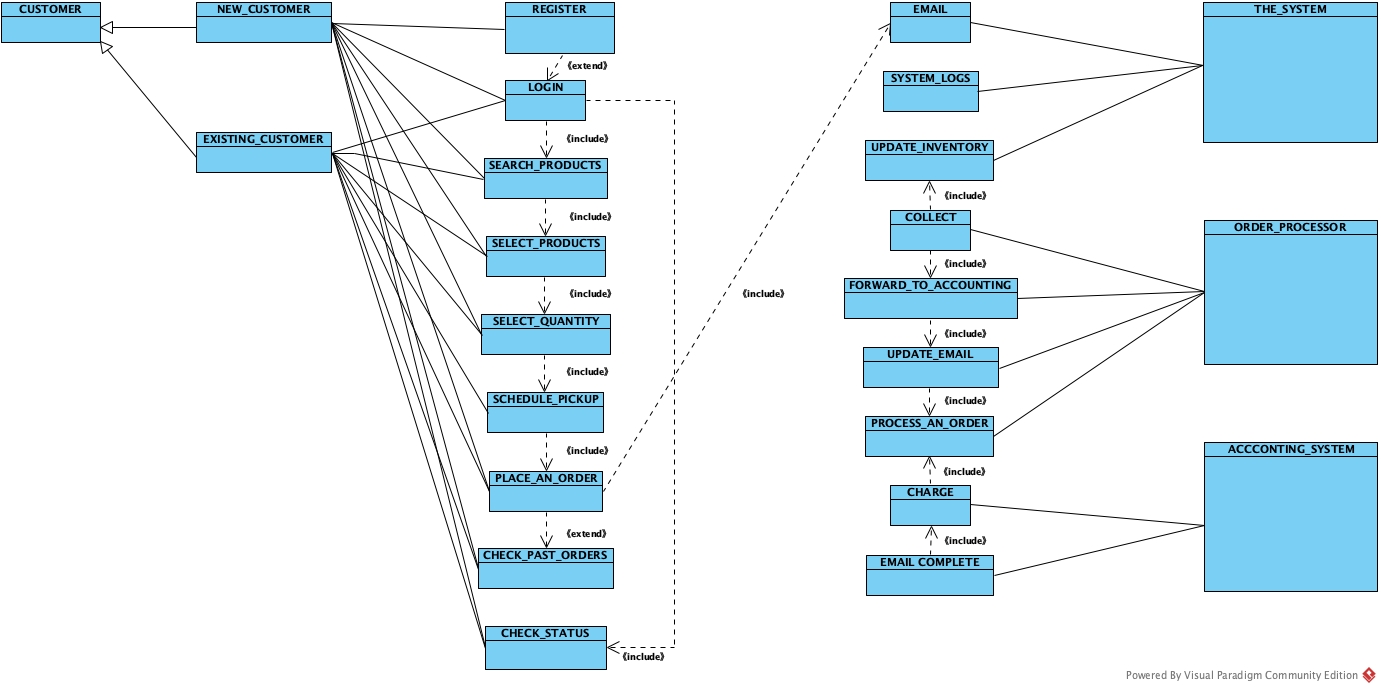 CUSTOMER
NEW_CUSTOMER
REGISTER
EMAIL
THE_SYSTEM
《extend》
LOGIN
SYSTEM_LOGS
EXISTING_CUSTOMER
《include》
UPDATE_INVENTORY
SEARCH_PRODUCTS
《include》
《include》
COLLECT
SELECT_PRODUCTS
ORDER_PROCESSOR
《include》
FORWARD_TO_ACCOUNTING
《include》
《include》
SELECT_QUANTITY
《include》
UPDATE_EMAIL
《include》
SCHEDULE_PICKUP
《include》
PROCESS_AN_ORDER
《include》
ACCCONTING_SYSTEM
《include》
PLACE_AN_ORDER
CHARGE
《extend》
《include》
CHECK_PAST_ORDERS
EMAIL COMPLETE
CHECK_STATUS
《include》
Powered By Visual Paradigm Community Edition